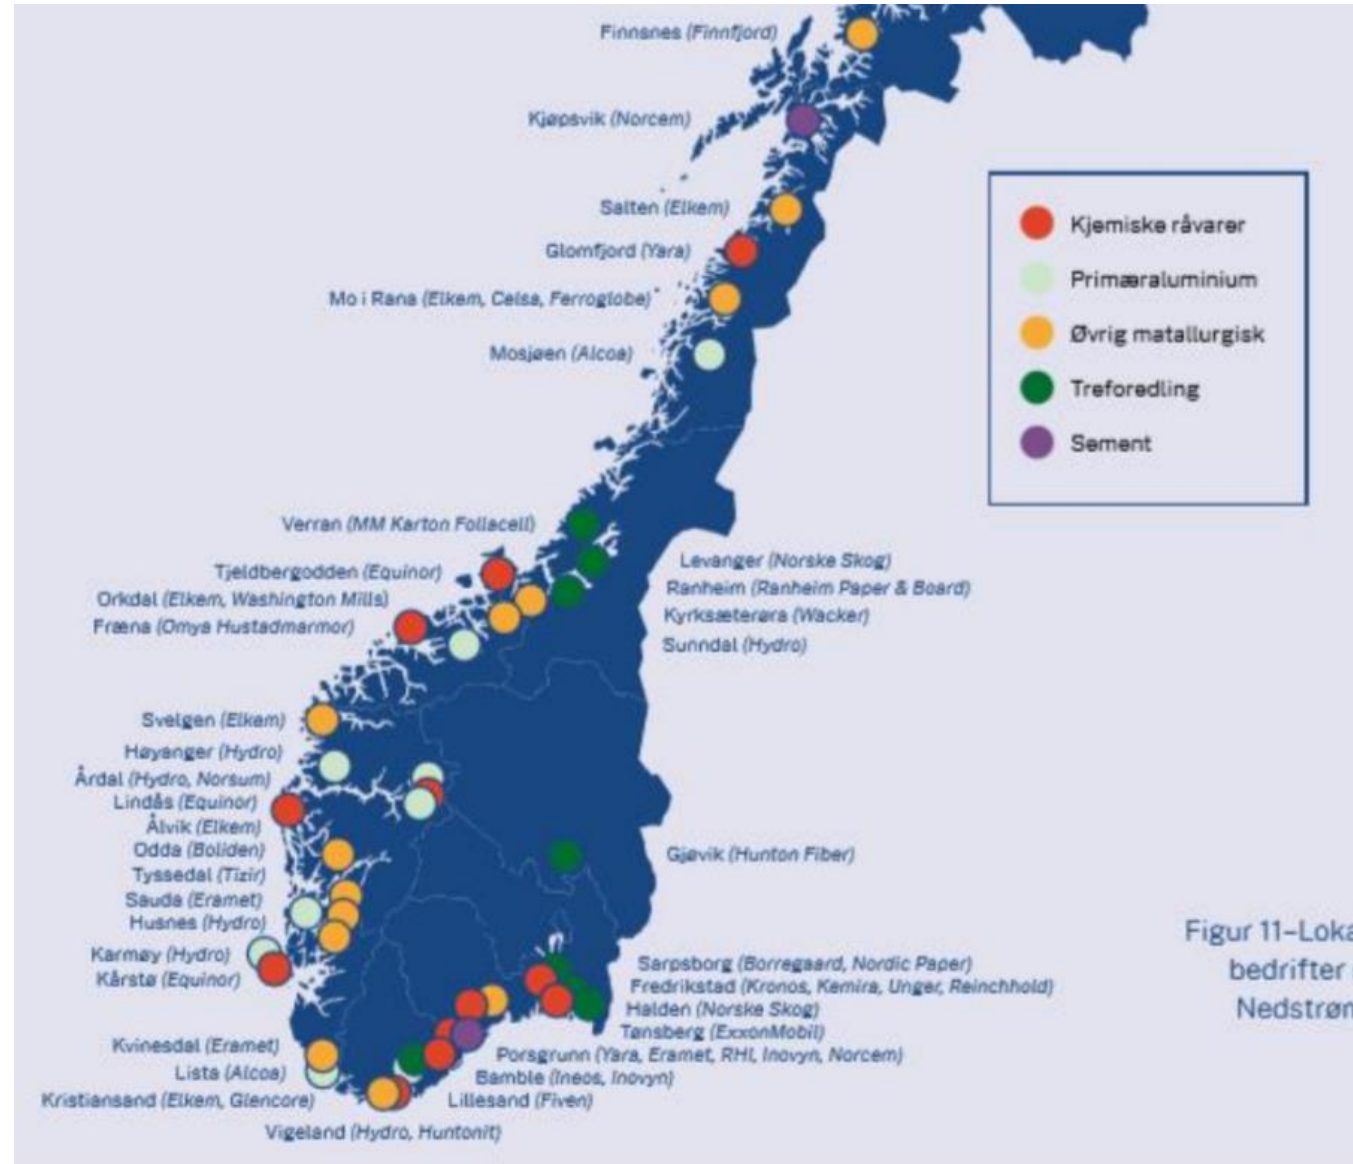 Finnsnes (Finnfjord)
Kjøpsvik (Norcem)
Salten (Elkem)
Glomfjord (Yara)
Mo i Rana (Elkem, Celsa, Ferroglobe)
Mosjøen (Alcoa)
Kjemiske råvarer
Primæraluminium
Øvrig matallurgisk
Treforedling
Sement
Verran (MM Karton Follacell)
Tjeldbergodden (Equinor)
Orkdal (Elkem, Washington Mills)
Fræna (Omya Hustadmarmor)
Levanger (Norske Skog)
Ranheim (Ranheim Paper & Board)
Kyrksæterøra (Wacker)
Sunndal (Hydro)
Svelgen (Elkem)
Høyanger (Hydro)
Årdal (Hydro, Norsum)
Lindås (Equinor)
Ålvik (Elkem)
Odda (Boliden)
Tyssedal (Tizir)
Sauda (Eramet)
Husnes (Hydro)
Karmøy (Hydro)
Kårstø (Equinor)
Gjøvik (Hunton Fiber)
Figur 11–Loka
bedrifter
Nedstrøm
Sarpsborg (Borregaard, Nordic Paper)
Fredrikstad (Kronos, Kemira, Unger, Reinchhold)
Halden (Norske Skog)
Tønsberg (ExxonMobil)
Porsgrunn (Yara, Eramet, RHI, Inovyn, Norcem)
Bamble (Ineos, Inovyn)
Lillesand (Fiven)
Kvinesdal (Eramet)
Lista (Alcoa)
Kristiansand (Elkem, Glencore)
Vigeland (Hydro, Huntonit)